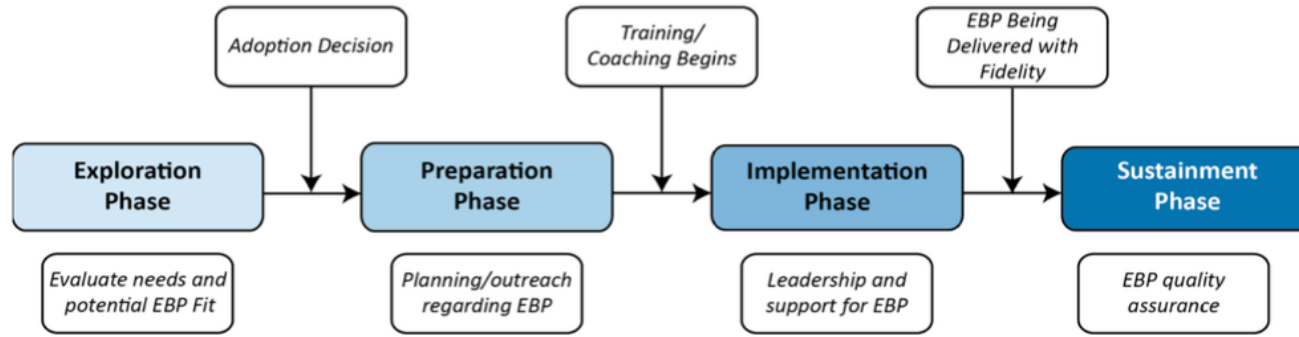 Adoption Decision
Training/
Coaching Begins
EBP Being
Delivered with
Fidelity
Exploration
Phase
Preparation
Phase
Implementation
Phase
Sustainment
Phase
Evaluate needs and
potential EBP Fit
Planning/outreach
regarding EBP
Leadership and
support for EBP
EBP quality
assurance